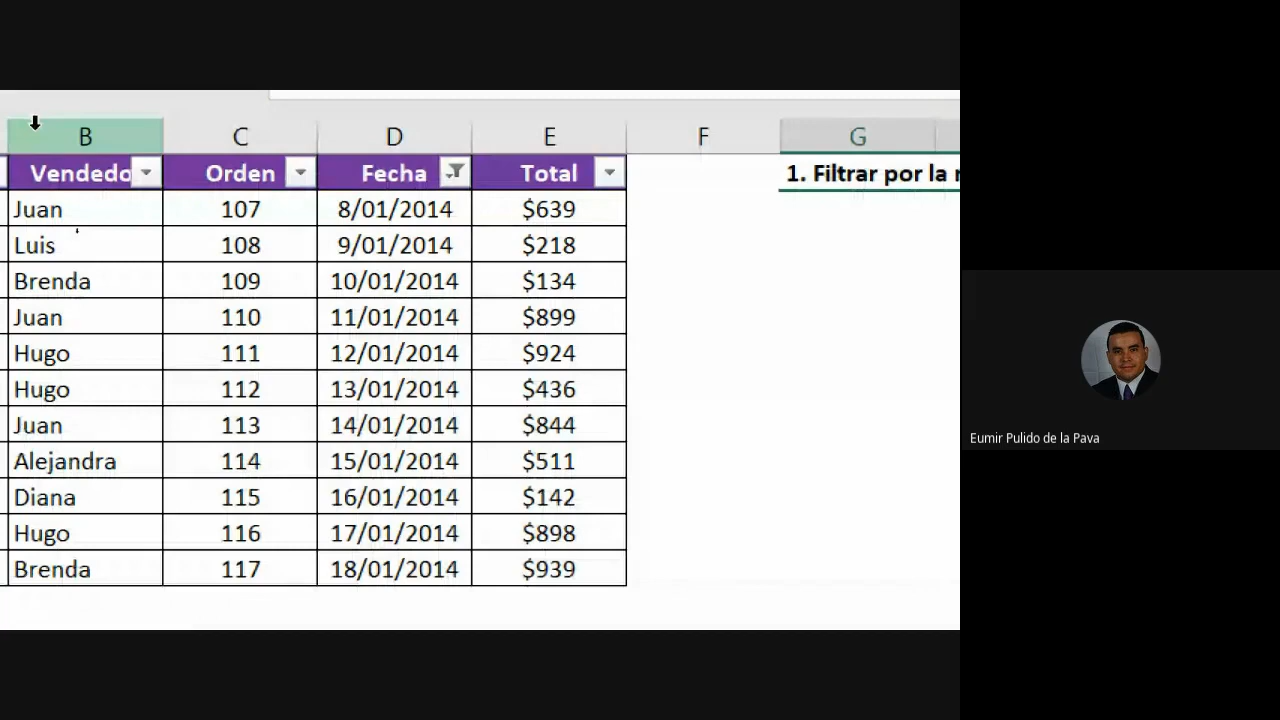 B C D E F G
Vendedo Orden Fecha Total 1. Filtrar por la
Juan 107 8/01/2014 $639
Luis 108 9/01/2014 $218
Brenda 109 10/01/2014 $134
Juan 110 11/01/2014 $899
Hugo 111 12/01/2014 $924
Hugo 112 13/01/2014 $436
Juan 113 14/01/2014 $844
Alejandra 114 15/01/2014 $511
Diana 115 16/01/2014 $142
Hugo 116 17/01/2014 $898
Brenda 117 18/01/2014 $939
Eumir Pulido de la Pava